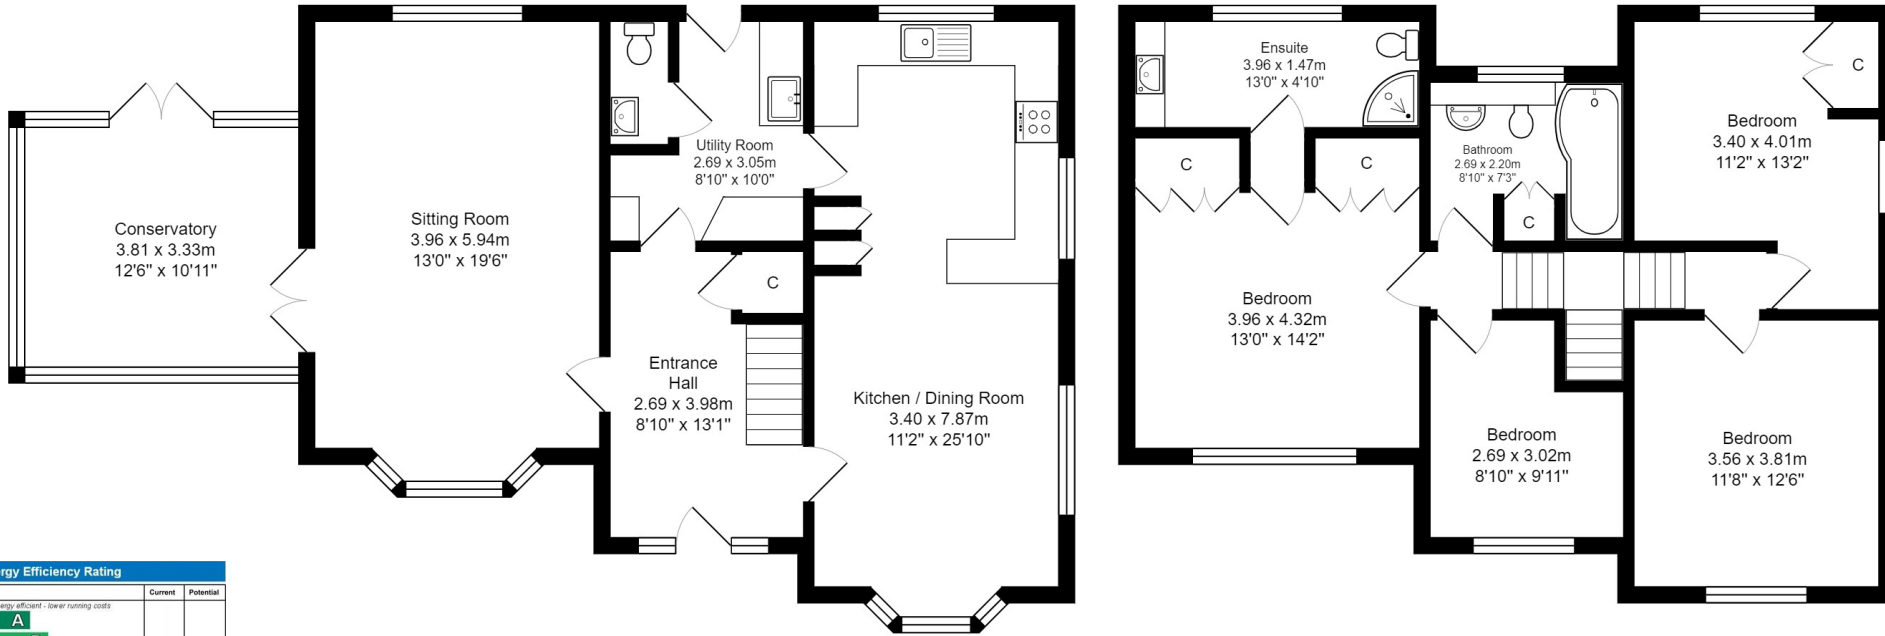 Conservatory
3.81 x 3.33m
12'6" x 10'11"
Sitting Room
3.96 x 5.94m
13'0" x 19'6"
Utility Room
2.69 x 3.05m
8'10" x 10'0"
C
Entrance
Hall
2.69 x 3.98m
8'10" x 13'1"
Kitchen / Dining Room
3.40 x 7.87m
11'2" x 25'10"
Ensuite
3.96 x 1.47m
13'0" x 4'10"
C
C
Bedroom
3.96 x 4.32m
13'0" x 14'2"
Bathroom
2.69 x 2.20m
8'10" x 7'3"
C
Bedroom
3.40 x 4.01m
11'2" x 13'2"
C
Bedroom
2.69 x 3.02m
8'10" x 9'11"
Bedroom
3.56 x 3.81m
11'8" x 12'6"
rgy Efficiency Rating
Current Potential
ergy efficient - lower running costs
A